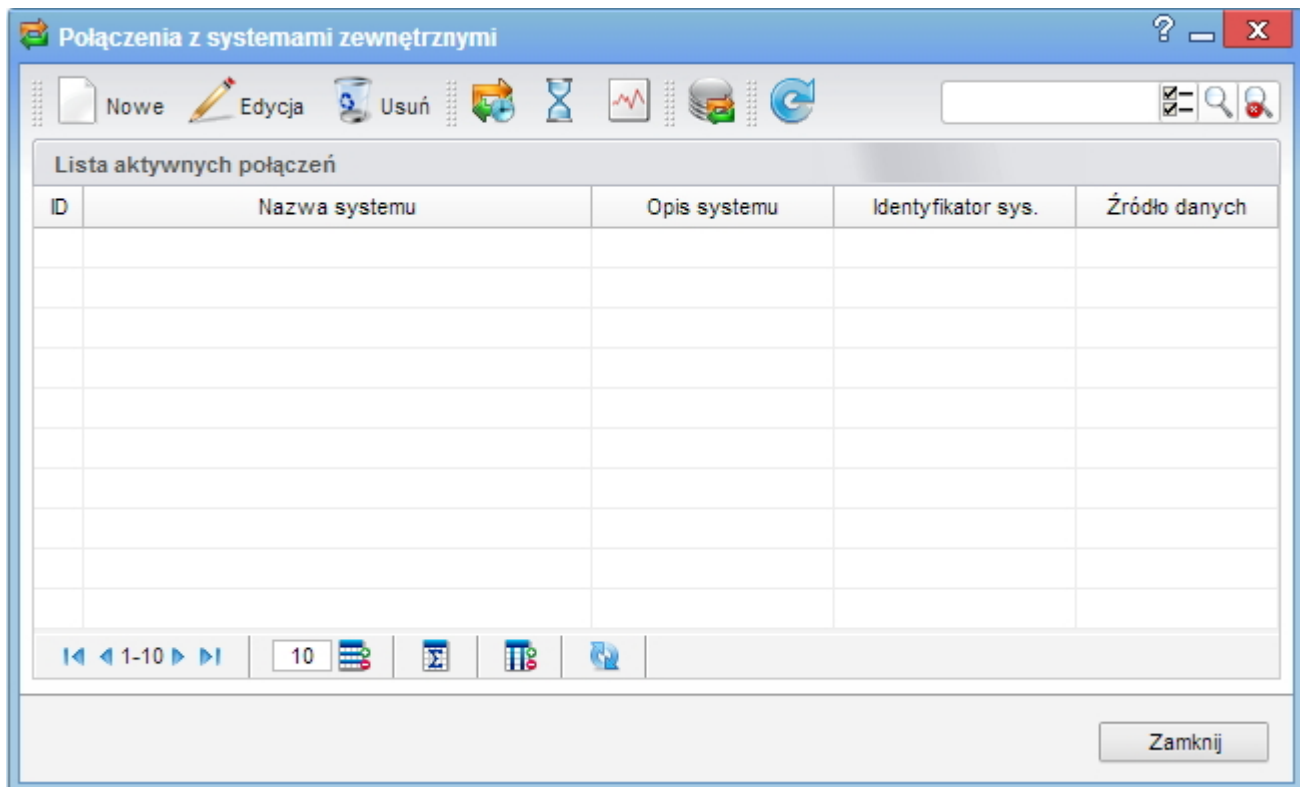 Połączenia z systemami zewnętrznymi
?
X
Nowe Edycja Usuń
Lista aktywnych połączeń
ID Nazwa systemu Opis systemu Identyfikator sys. Źródło danych
1-10 10 Σ
Zamknij